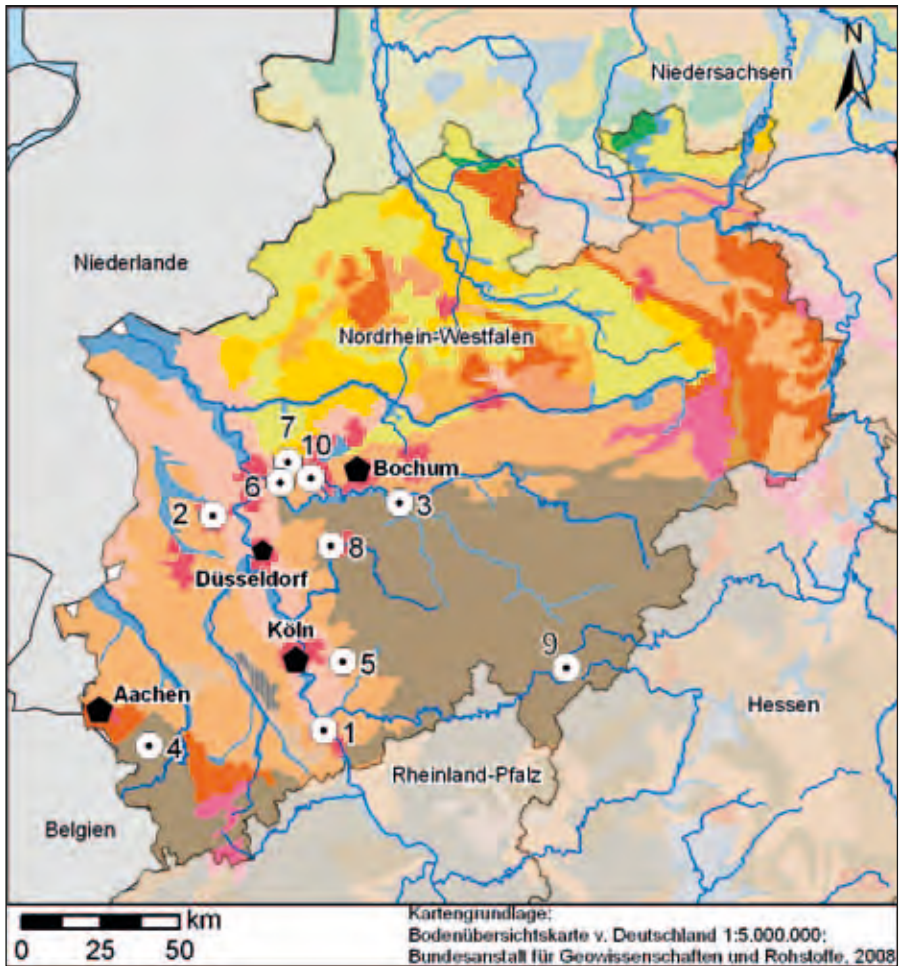 N
Niedersachsen
Niederlande
Nordrhein-Westfalen
7
10
Bochum
6
2
3
8
Düsseldorf
Köln
9
5
Aachen
Hessen
1
4
Rheinland-Pfalz
Belgien
km
0 25 50
Kartengrundlage:
Bodenübersichtskarte v. Deutschland 1:5.000.000;
Bundesanstalt für Geowissenschaften und Rohstoffe, 2008